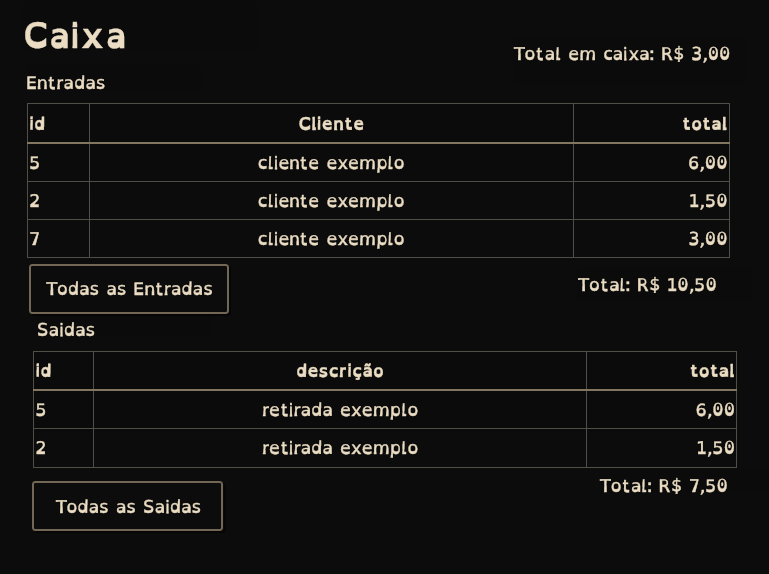 Caixa
Total em caixa: R$ 3,00
Entradas
id Cliente total
5 cliente exemplo 6,00
2 cliente exemplo 1,50
7 cliente exemplo 3,00
Todas as Entradas
Total: R$ 10,50
Saidas
id descrição total
5 retirada exemplo 6,00
2 retirada exemplo 1,50
Total: R$ 7,50
Todas as Saidas